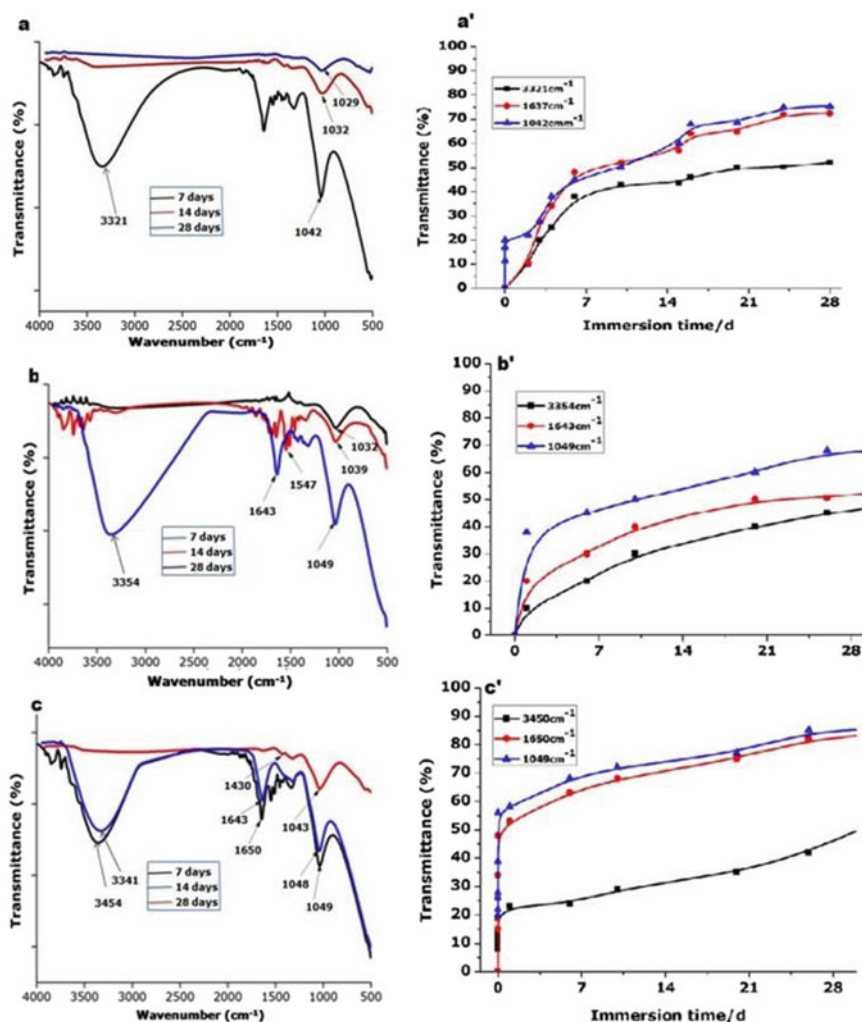 a
Transmittance (%)
1029
1032
3321
1042
7 days
14 days
28 days
4000 3500 3000 2500 2000 1500 1000 500
Wavenumber (cm⁻¹)
a'
Transmittance (%)
100
90
80
70
60
50
40
30
20
10
0
3321cm⁻¹
1637cm⁻¹
1042cmm⁻¹
0 7 14 21 28
Immersion time/d
b
Transmittance (%)
1032
1039
1547
1643
3354
1049
7 days
14 days
28 days
4000 3500 3000 2500 2000 1500 1000 500
Wavenumber (cm⁻¹)
b'
Transmittance (%)
100
90
80
70
60
50
40
30
20
10
0
3354cm⁻¹
1643cm⁻¹
1049cm⁻¹
0 7 14 21 28
c
Transmittance (%)
1430
1643
1043
1650
3341
3454
1048
1049
7 days
14 days
28 days
4000 3500 3000 2500 2000 1500 1000 500
Wavenumber (cm⁻¹)
c'
Transmittance (%)
100
90
80
70
60
50
40
30
20
10
0
3450cm⁻¹
1650cm⁻¹
1049cm⁻¹
0 7 14 21 28
Immersion time/d